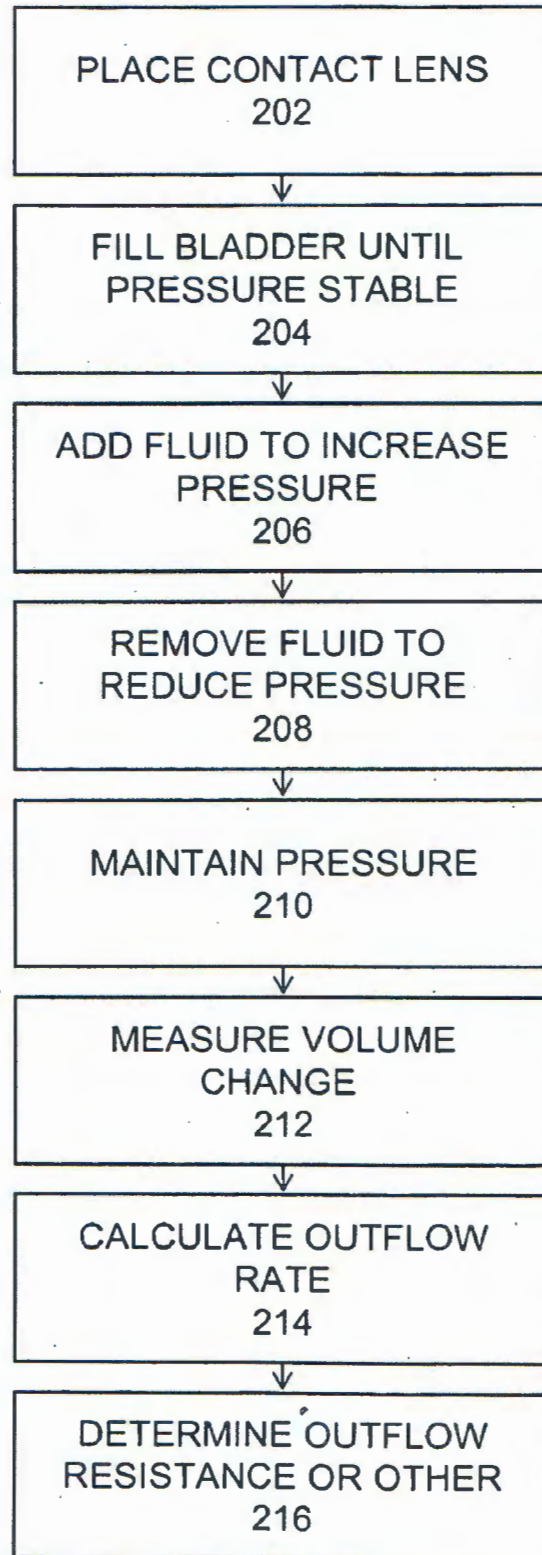 PLACE CONTACT LENS
202
FILL BLADDER UNTIL
PRESSURE STABLE
204
ADD FLUID TO INCREASE
PRESSURE
206
REMOVE FLUID TO
REDUCE PRESSURE
208
MAINTAIN PRESSURE
210
MEASURE VOLUME
CHANGE
212
CALCULATE OUTFLOW
RATE
214
DETERMINE OUTFLOW
RESISTANCE OR OTHER
216